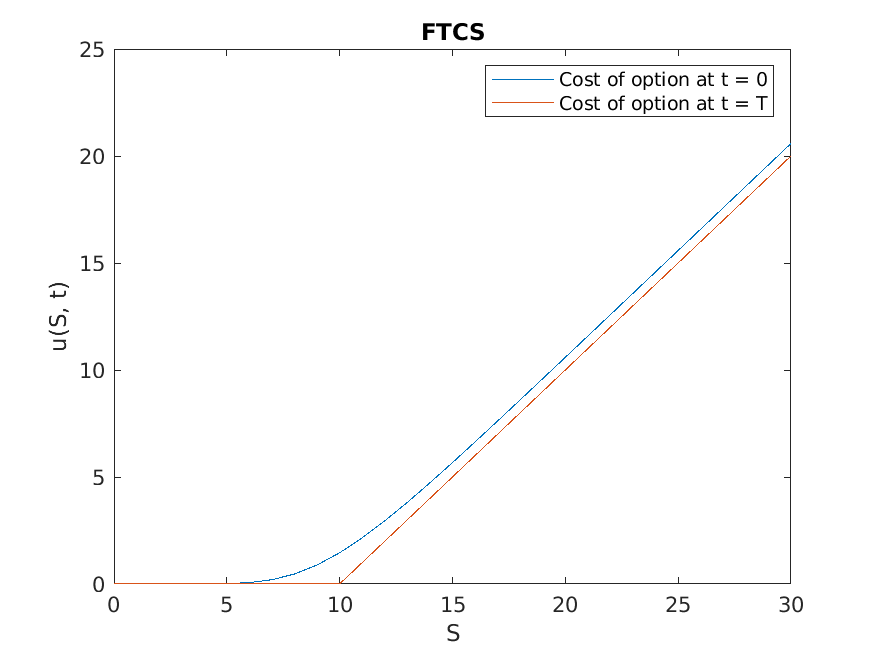 FTCS
Cost of option at t = 0
Cost of option at t = T
u(S, t)
25
20
15
10
5
0
0 5 10 15 20 25 30
S